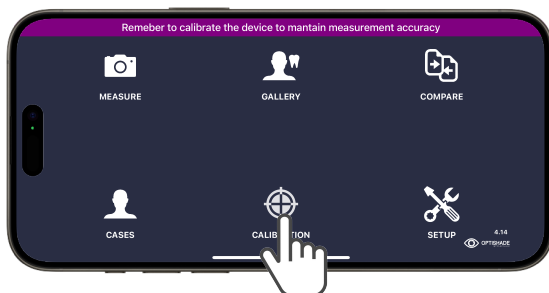 Remeber to calibrate the device to mantain measurement accuracy
MEASURE GALLERY COMPARE
CASES SETUP
4.14
OPTISHADE